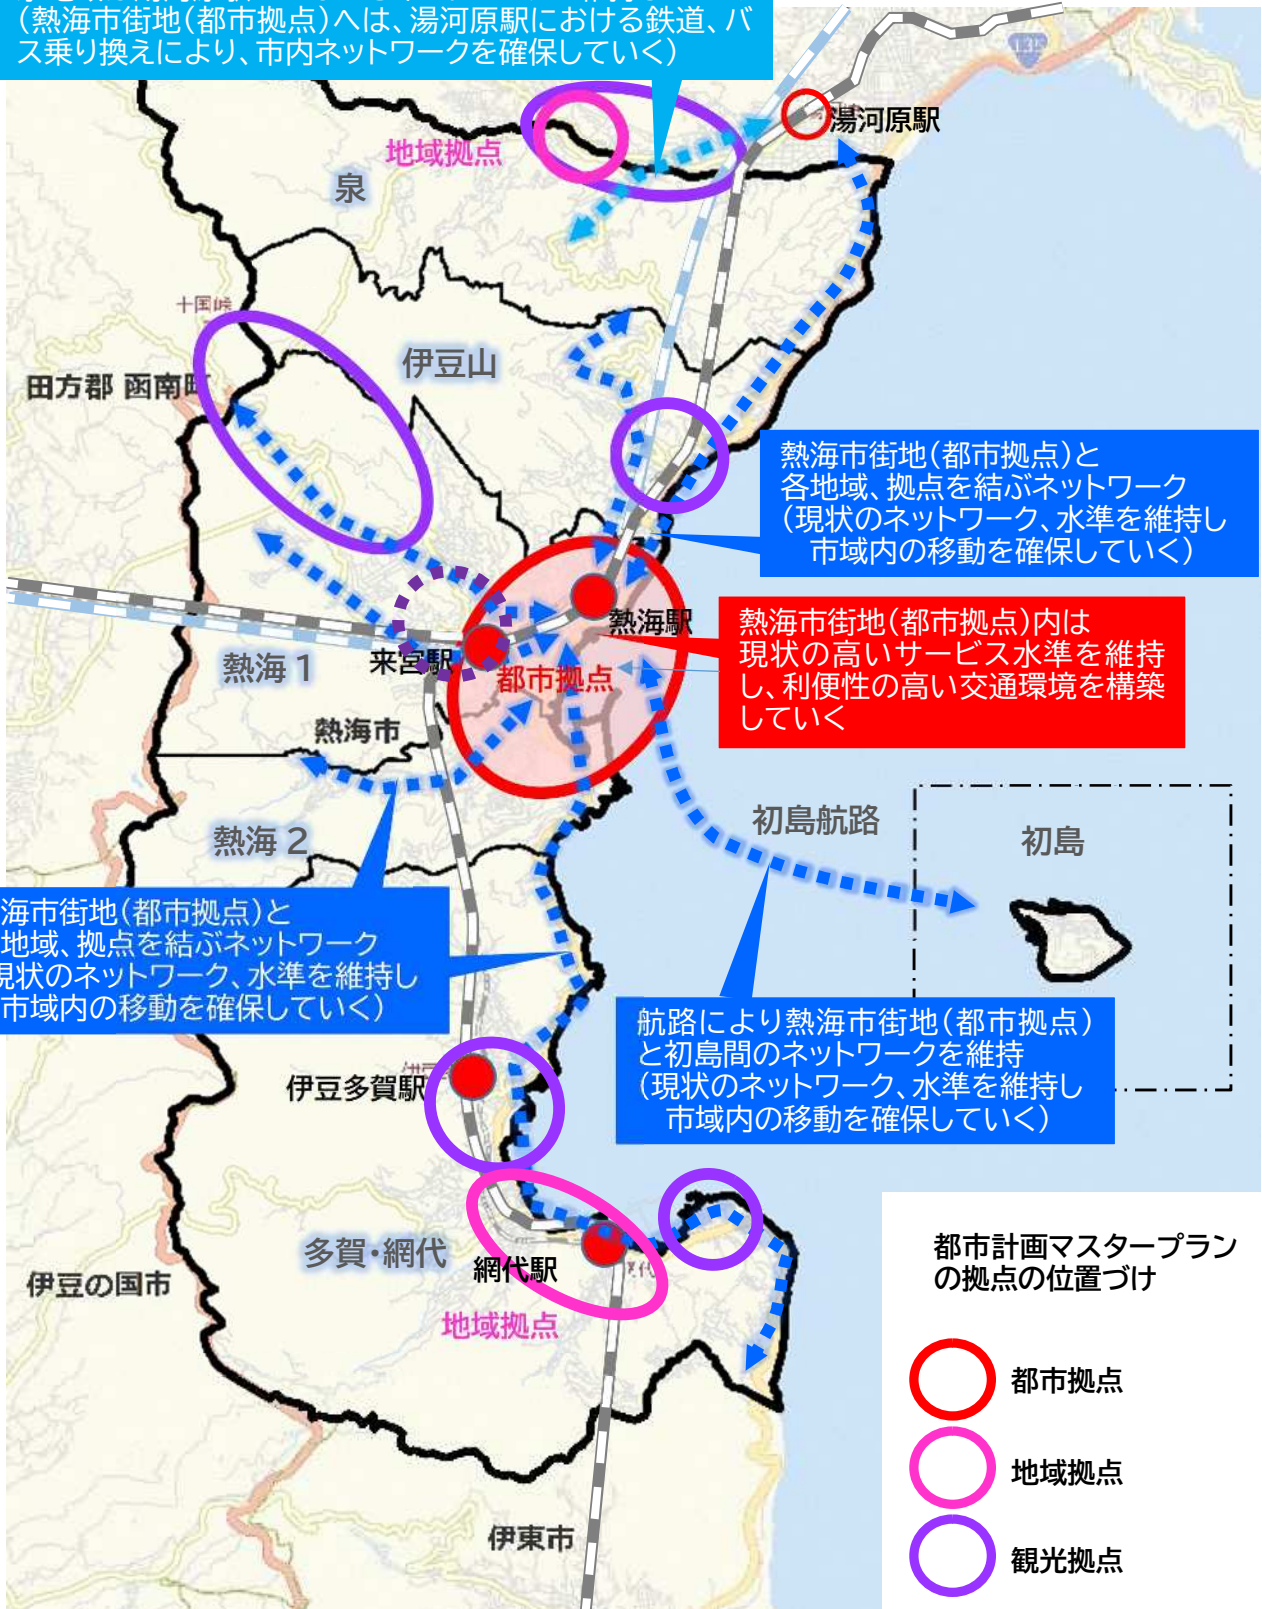 (熱海市街地(都市拠点)へは、湯河原駅における鉄道、バ
ス乗り換えにより、市内ネットワークを確保していく)
135
湯河原駅
地域拠点
泉
十国峠
伊豆山
田方郡 函南町
熱海市街地(都市拠点)と
各地域、拠点を結ぶネットワーク
(現状のネットワーク、水準を維持し
市域内の移動を確保していく)
熱海駅
熱海市街地(都市拠点)内は
現状の高いサービス水準を維持
し、利便性の高い交通環境を構築
していく
来宮駅
都市拠点
熱海1
熱海市
熱海2
初島航路
初島
海市街地(都市拠点)と
地域、拠点を結ぶネットワーク
現状のネットワーク、水準を維持し
市域内の移動を確保していく)
航路により熱海市街地(都市拠点)
と初島間のネットワークを維持
(現状のネットワーク、水準を維持し
市域内の移動を確保していく)
伊豆多賀駅
多賀・網代
網代駅
地域拠点
伊豆の国市
伊東市
都市計画マスタープラン
の拠点の位置づけ
都市拠点
地域拠点
観光拠点